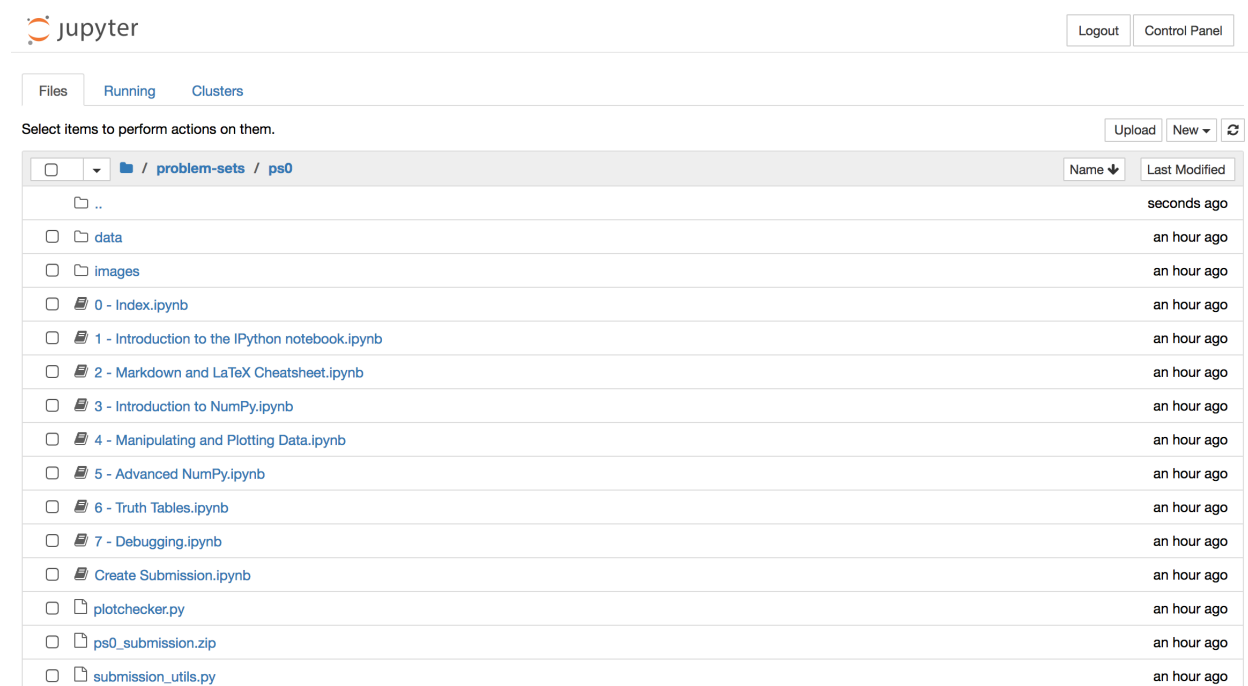 jupyter
Logout Control Panel
Files Running Clusters
Select items to perform actions on them.
Upload New
/ problem-sets / ps0 Name Last Modified
.. seconds ago
data an hour ago
images an hour ago
0 - Index.ipynb an hour ago
1 - Introduction to the IPython notebook.ipynb an hour ago
2 - Markdown and LaTeX Cheatsheet.ipynb an hour ago
3 - Introduction to NumPy.ipynb an hour ago
4 - Manipulating and Plotting Data.ipynb an hour ago
5 - Advanced NumPy.ipynb an hour ago
6 - Truth Tables.ipynb an hour ago
7 - Debugging.ipynb an hour ago
Create Submission.ipynb an hour ago
plotchecker.py an hour ago
ps0_submission.zip an hour ago
submission_utils.py an hour ago